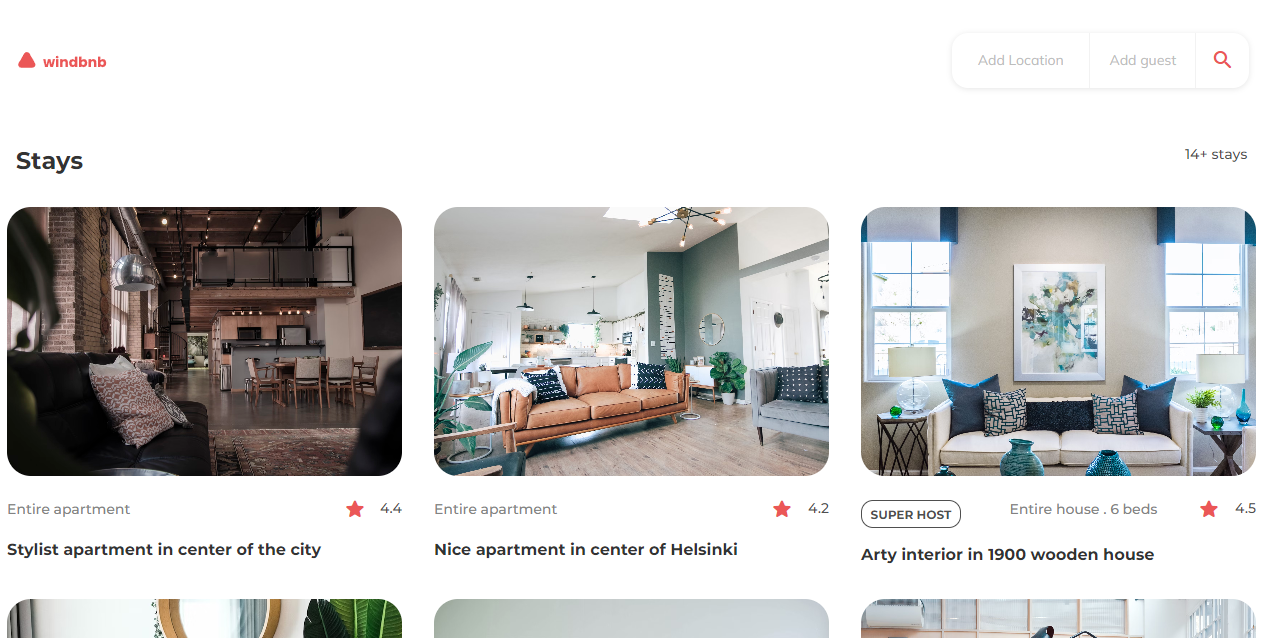 windbnb
Add Location
Add guest
Stays
14+ stays
Entire apartment
4.4
Stylist apartment in center of the city
Entire apartment
4.2
Nice apartment in center of Helsinki
SUPER HOST
Entire house . 6 beds
4.5
Arty interior in 1900 wooden house